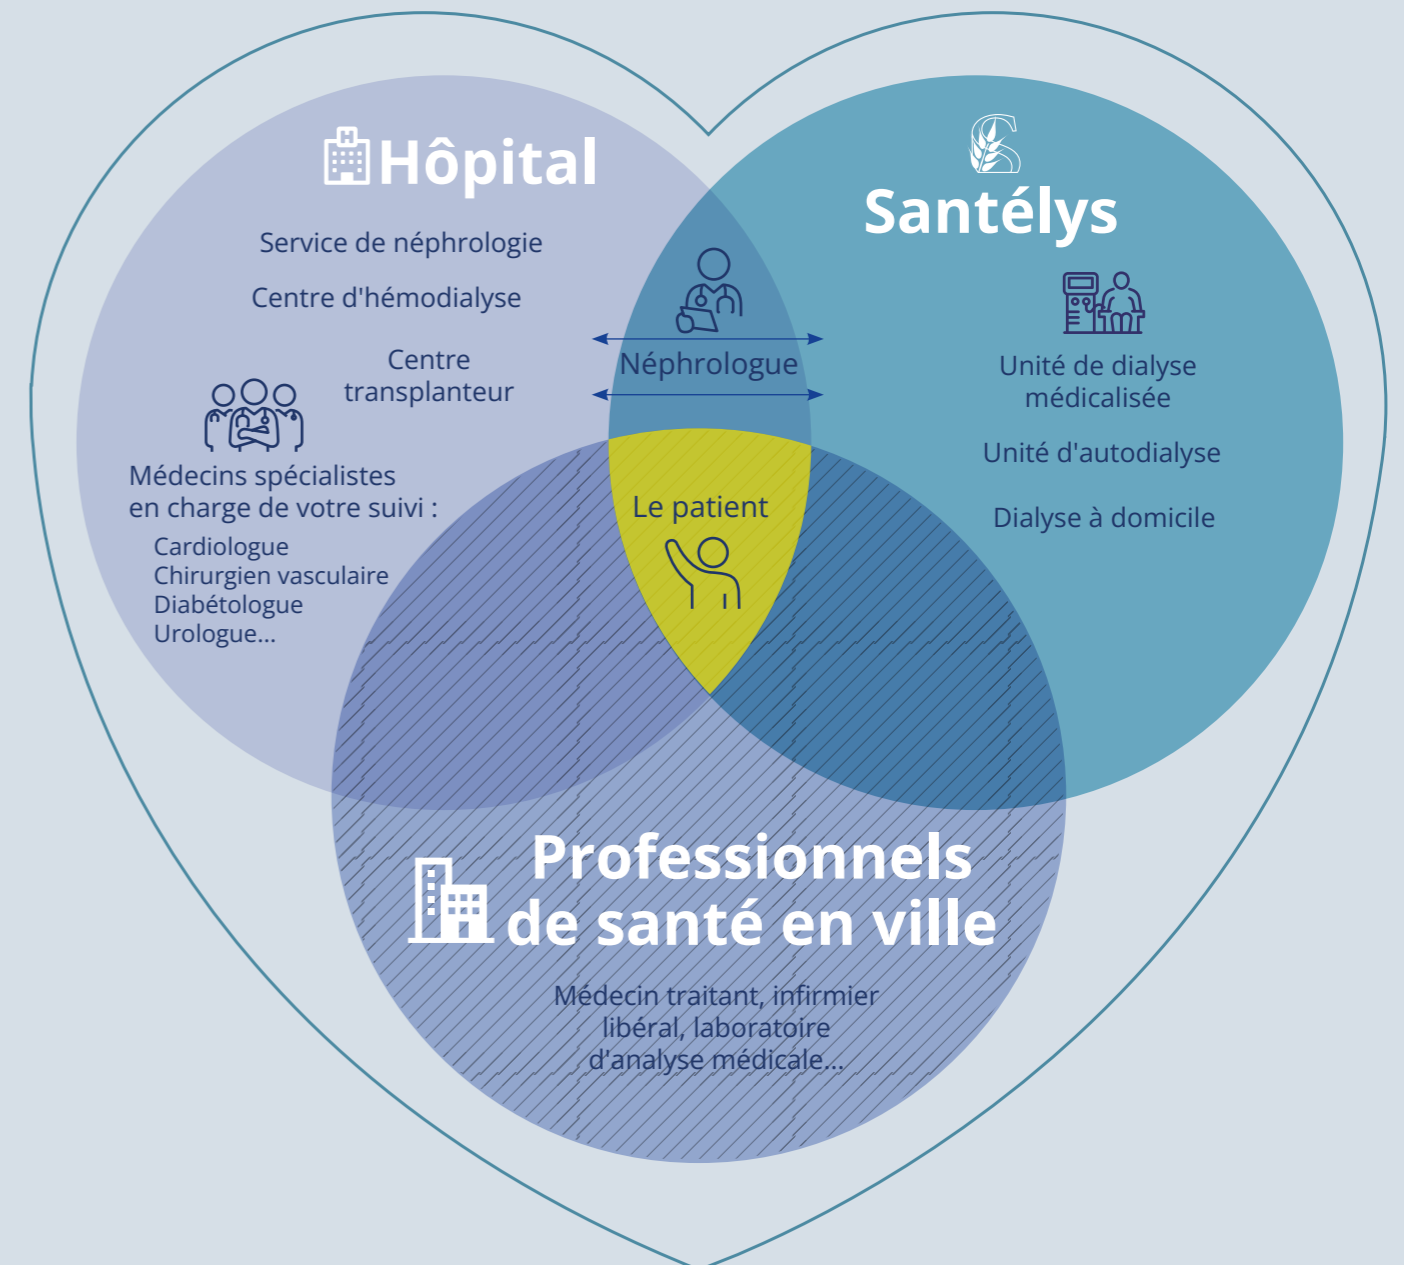 Hôpital
Service de néphrologie
Centre d'hémodialyse
Centre
transplanteur
Médecins spécialistes
en charge de votre suivi :
Cardiologue
Chirurgien vasculaire
Diabétologue
Urologue...
Néphrologue
Le patient
Santélys
Unité de dialyse
médicalisée
Unité d'autodialyse
Dialyse à domicile
Professionnels
de santé en ville
Médecin traitant, infirmier
libéral, laboratoire
d'analyse médicale...